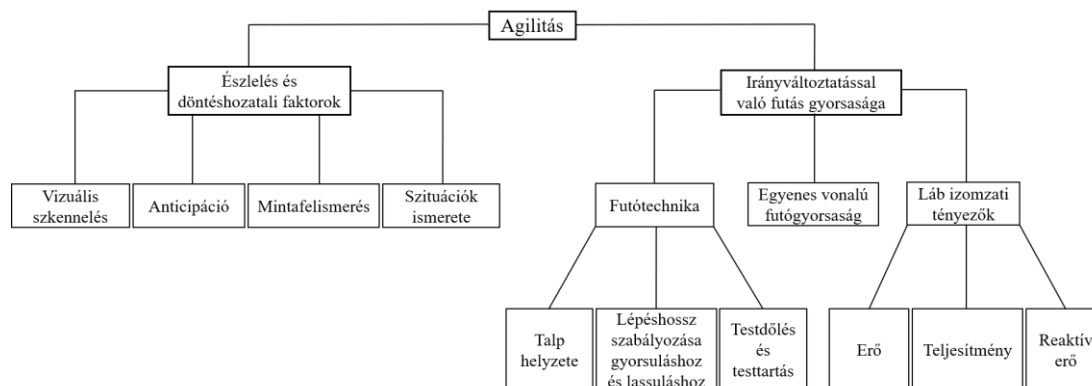 Agilitás
Észlelés és
döntéshozatali faktorok
Irányváltoztatással
való futás gyorsasága
Vizuális
szkennelés
Anticipáció
Mintafelismerés
Szituációk
ismerete
Futótechnika
Egyenes vonalú
futógyorsaság
Láb izomzati
tényezők
Talp
helyzete
Lépéshossz
szabályozása
gyorsuláshoz
és lassuláshoz
Testdőlés
és
testtartás
Erő
Teljesítmény
Reaktív
erő